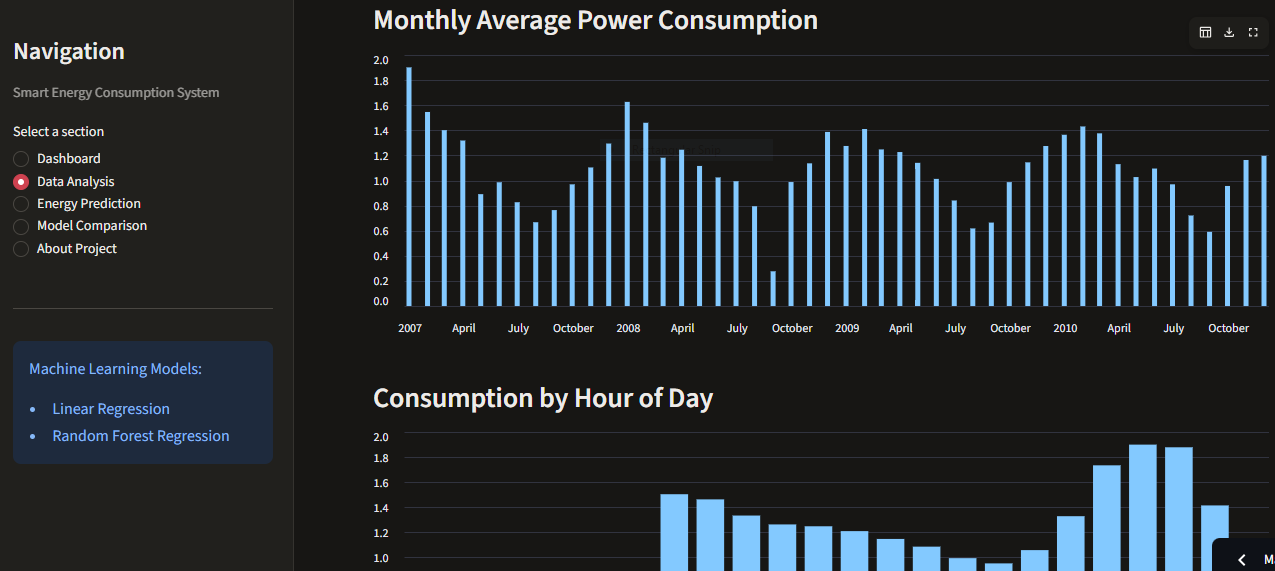 Navigation
Smart Energy Consumption System
Select a section
Dashboard
Data Analysis
Energy Prediction
Model Comparison
About Project
Machine Learning Models:
• Linear Regression
• Random Forest Regression
Monthly Average Power Consumption
2.0
1.8
1.6
1.4
1.2
1.0
0.8
0.6
0.4
0.2
0.0
2007 April July October 2008 April July October 2009 April July October 2010 April July October
Consumption by Hour of Day
2.0
1.8
1.6
1.4
1.2
1.0